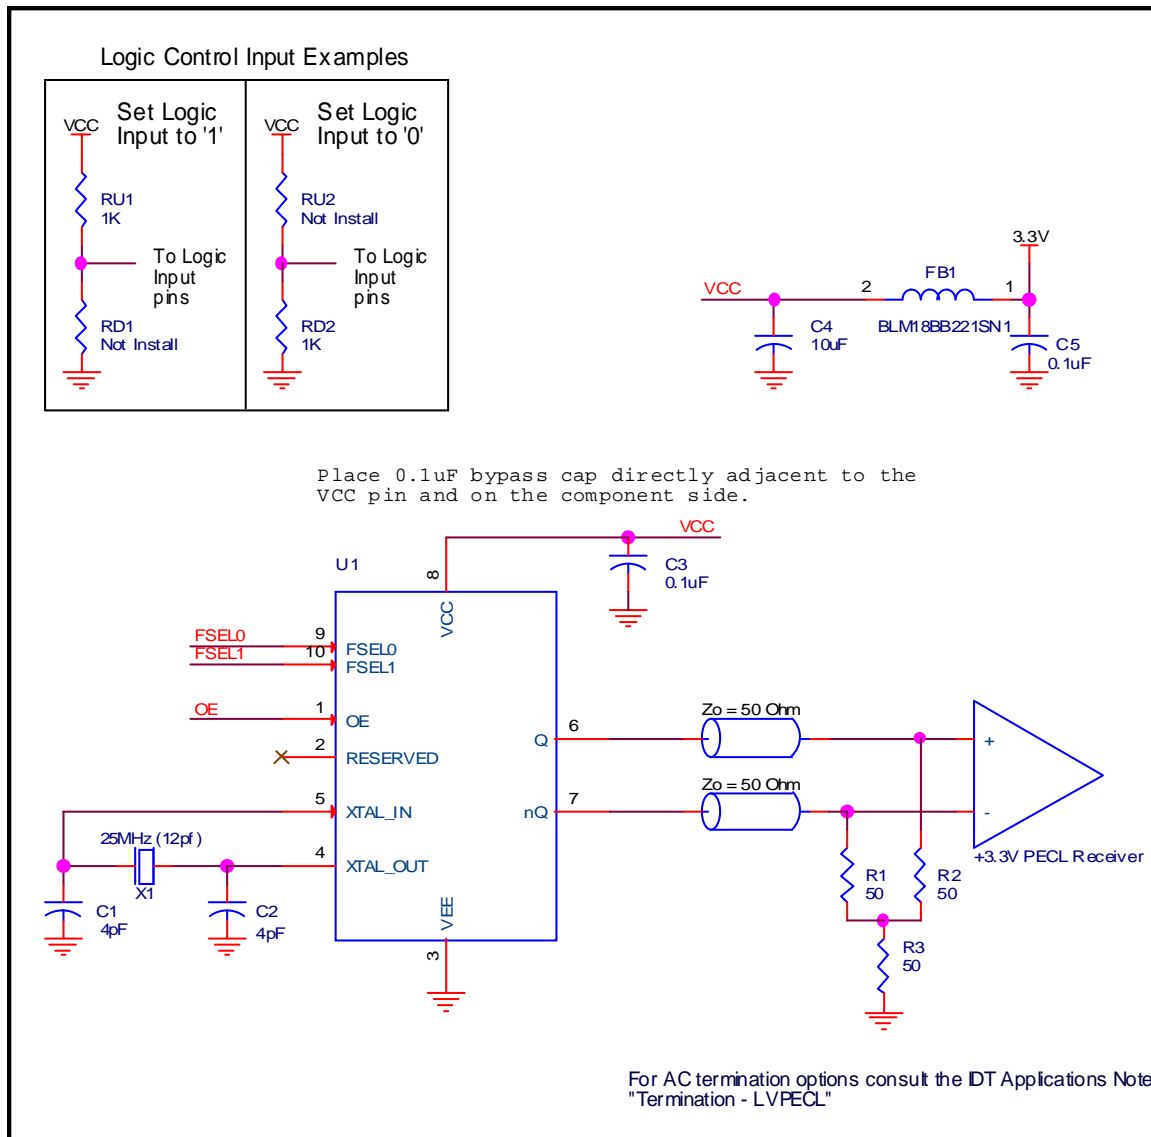 Logic Control Input Examples
Set Logic
Input to '1'
VCC
RU1
1K
To Logic
Input
pins
RD1
Not Install
Set Logic
Input to '0'
VCC
RU2
Not Install
To Logic
Input
pins
RD2
1K
3.3V
VCC
2
FB1
1
BLM18BB221SN1
C4
10uF
C5
0.1uF
Place 0.1uF bypass cap directly adjacent to the
VCC pin and on the component side.
VCC
U1
8
VCC
C3
0.1uF
FSEL0
9
FSEL0
FSEL1
10
FSEL1
OE
1
OE
2
RESERVED
5
XTAL_IN
25MHz (12pf)
X1
4
XTAL_OUT
C1
4pF
C2
4pF
VEE
3
Q
6
Zo = 50 Ohm
nQ
7
Zo = 50 Ohm
+
-
+3.3V PECL Receiver
R1
50
R2
50
R3
50
For AC termination options consult the IDT Applications Note
"Termination - LVPECL"